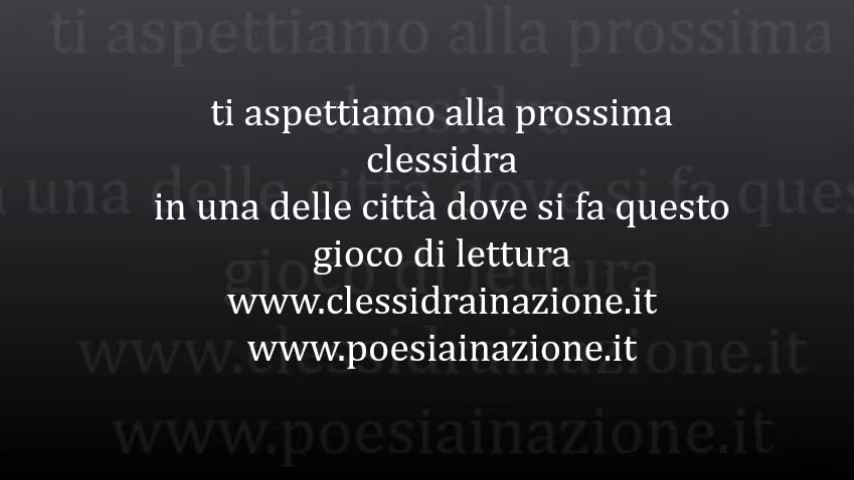 ti aspettiamo alla prossima
clessidra
in una delle città dove si fa questo
gioco di lettura
www.clessidrainazione.it
www.poesiainazione.it